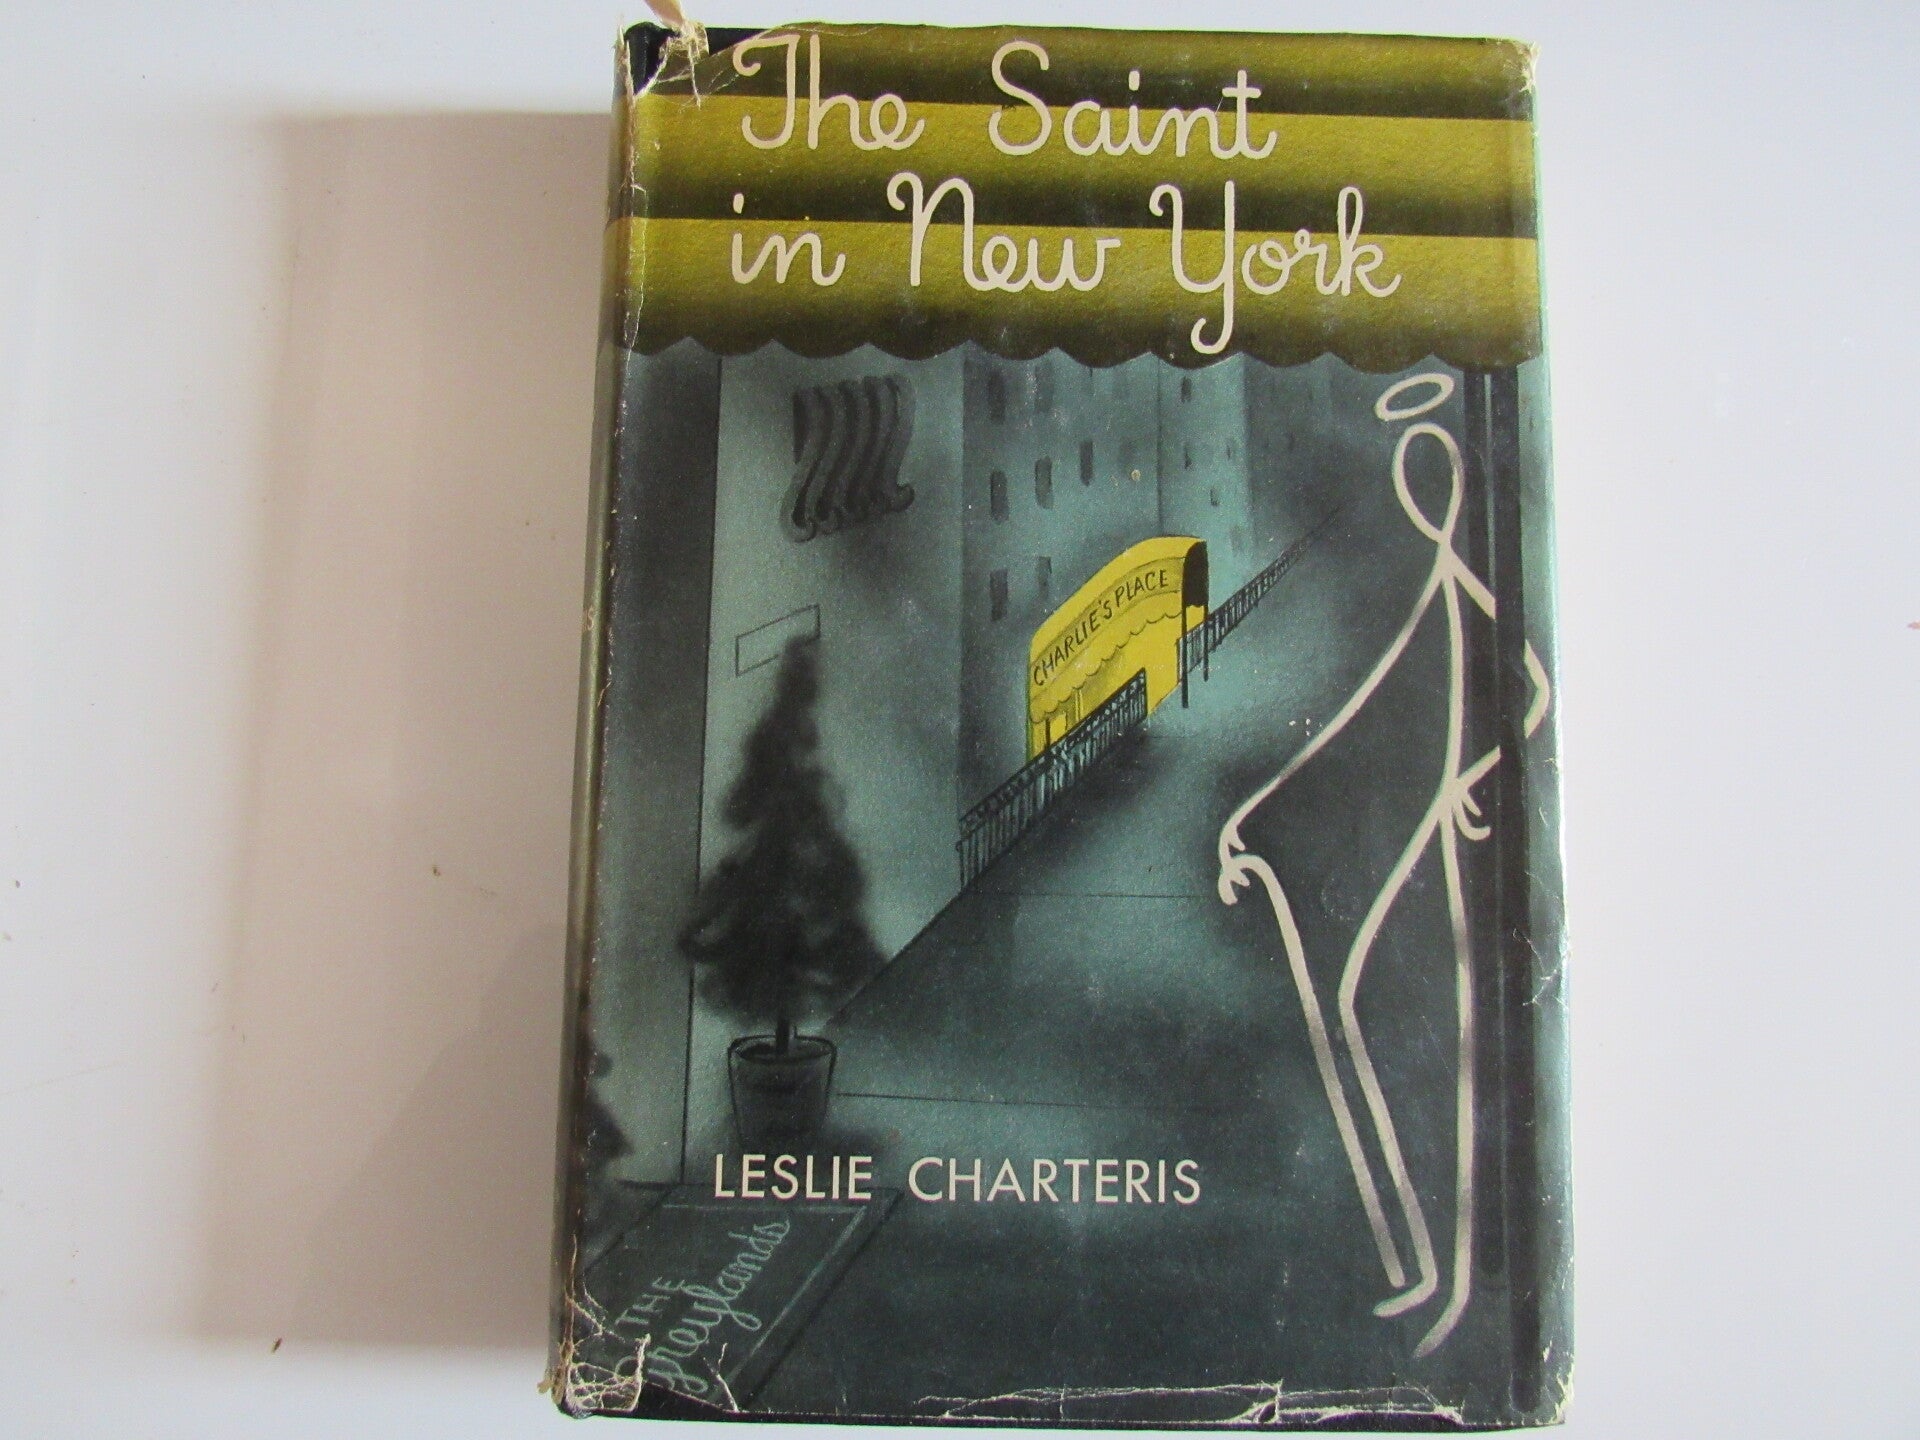 The Saint
in New York
CHARLIE'S PLACE
LESLIE CHARTERIS
THE
Greylands